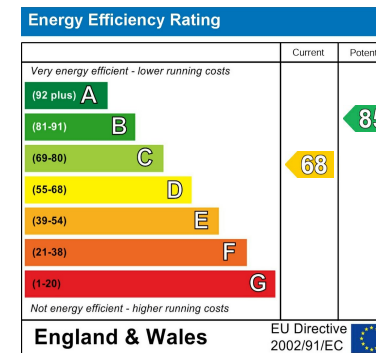 Energy Efficiency Rating
Current
Very energy efficient - lower running costs
(92 plus) A
(81-91) B
85
(69-80) C
68
(55-68) D
(39-54) E
(21-38) F
(1-20) G
Not energy efficient - higher running costs
England & Wales
EU Directive
2002/91/EC